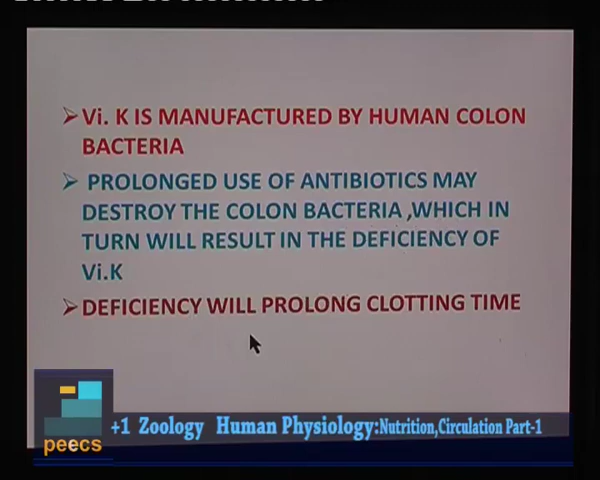 Vi. K IS MANUFACTURED BY HUMAN COLON
BACTERIA
PROLONGED USE OF ANTIBIOTICS MAY
DESTROY THE COLON BACTERIA ,WHICH IN
TURN WILL RESULT IN THE DEFICIENCY OF
Vi.K
DEFICIENCY WILL PROLONG CLOTTING TIME
peecs
+1 Zoology Human Physiology:Nutrition,Circulation Part-1